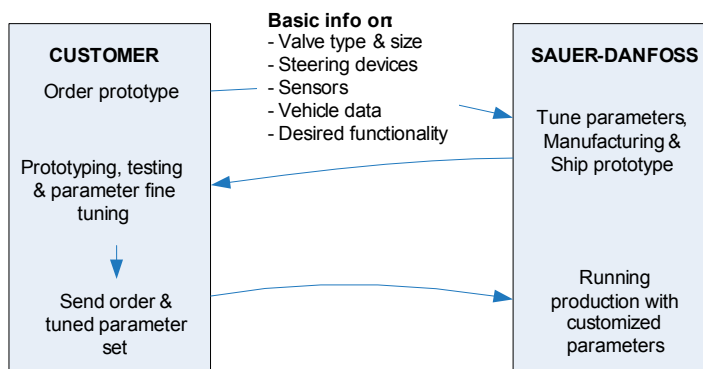 Basic info on:
- Valve type & size
- Steering devices
- Sensors
- Vehicle data
- Desired functionality
CUSTOMER
Order prototype
Prototyping, testing
& parameter fine
tuning
Send order &
tuned parameter
set
SAUER-DANFOSS
Tune parameters,
Manufacturing &
Ship prototype
Running
production with
customized
parameters